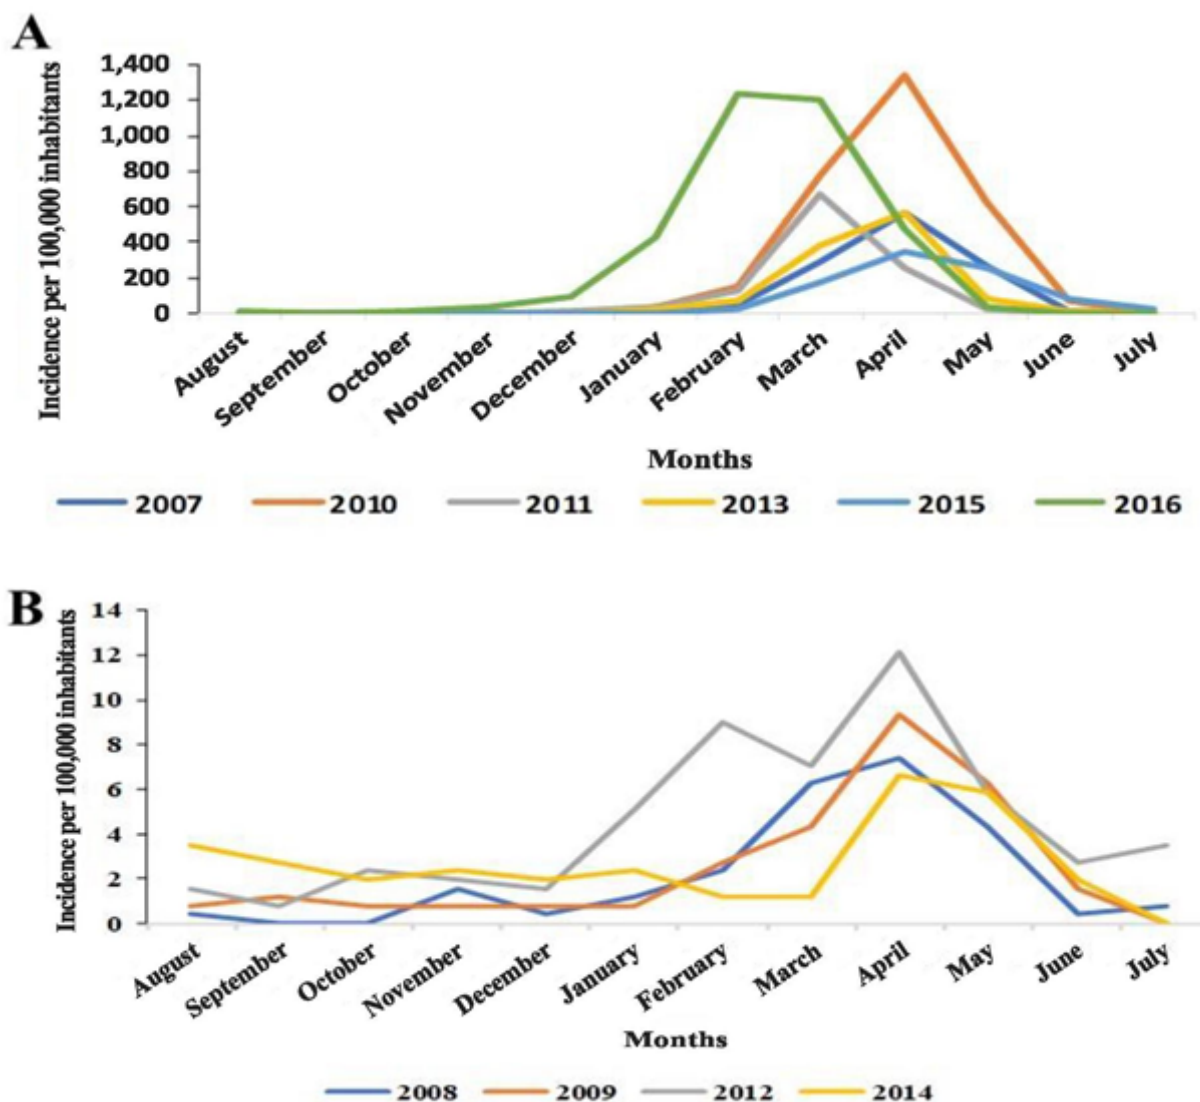 A
Incidence per 100,000 inhabitants
1,400
1,200
1,000
800
600
400
200
0
August
September
October
November
December
January
February
March
April
May
June
July
Months
2007
2010
2011
2013
2015
2016
B
Incidence per 100,000 inhabitants
14
12
10
8
6
4
2
0
August
September
October
November
December
January
February
March
April
May
June
July
Months
2008
2009
2012
2014